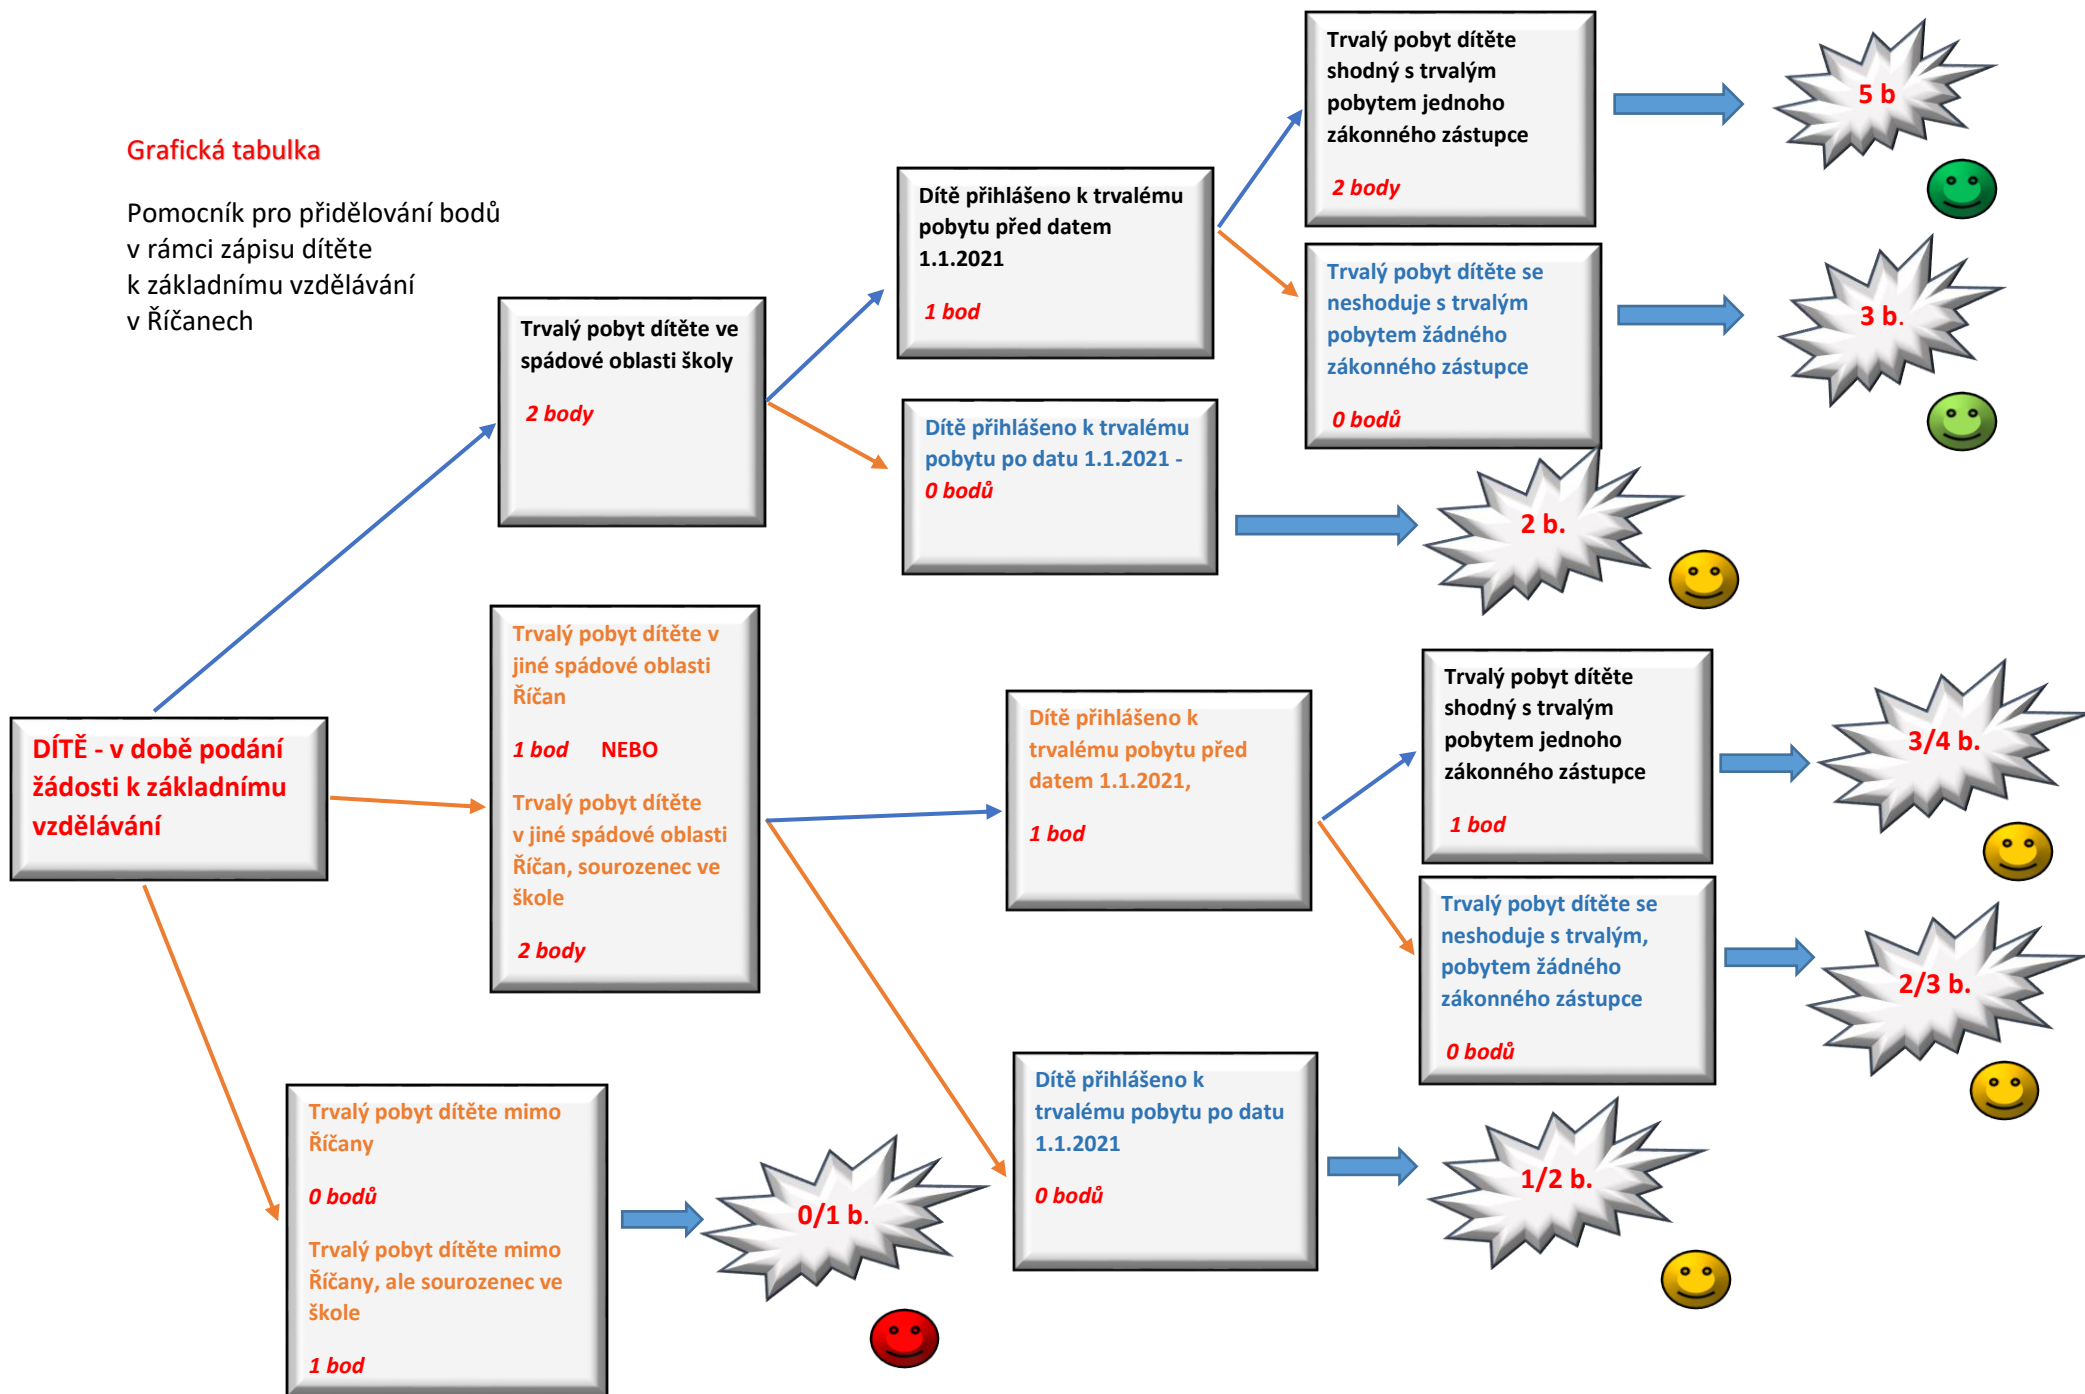 Grafická tabulka
Pomocník pro přidělování bodů
v rámci zápisu dítěte
k základnímu vzdělávání
v Říčanech
DÍTĚ - v době podání
žádosti k základnímu
vzdělávání
Trvalý pobyt dítěte ve
spádové oblasti školy
2 body
Dítě přihlášeno k trvalému
pobytu před datem
1.1.2021
1 bod
Trvalý pobyt dítěte
shodný s trvalým
pobytem jednoho
zákonného zástupce
2 body
5 b
Trvalý pobyt dítěte se
neshoduje s trvalým
pobytem žádného
zákonného zástupce
0 bodů
3 b.
Dítě přihlášeno k trvalému
pobytu po datu 1.1.2021 -
0 bodů
2 b.
Trvalý pobyt dítěte v
jiné spádové oblasti
Říčan
1 bod NEBO
Trvalý pobyt dítěte
v jiné spádové oblasti
Říčan, sourozenec ve
škole
2 body
Dítě přihlášeno k
trvalému pobytu před
datem 1.1.2021,
1 bod
Trvalý pobyt dítěte
shodný s trvalým
pobytem jednoho
zákonného zástupce
1 bod
3/4 b.
Trvalý pobyt dítěte se
neshoduje s trvalým,
pobytem žádného
zákonného zástupce
0 bodů
2/3 b.
Dítě přihlášeno k
trvalému pobytu po datu
1.1.2021
0 bodů
1/2 b.
Trvalý pobyt dítěte mimo
Říčany
0 bodů
Trvalý pobyt dítěte mimo
Říčany, ale sourozenec ve
škole
1 bod
0/1 b.